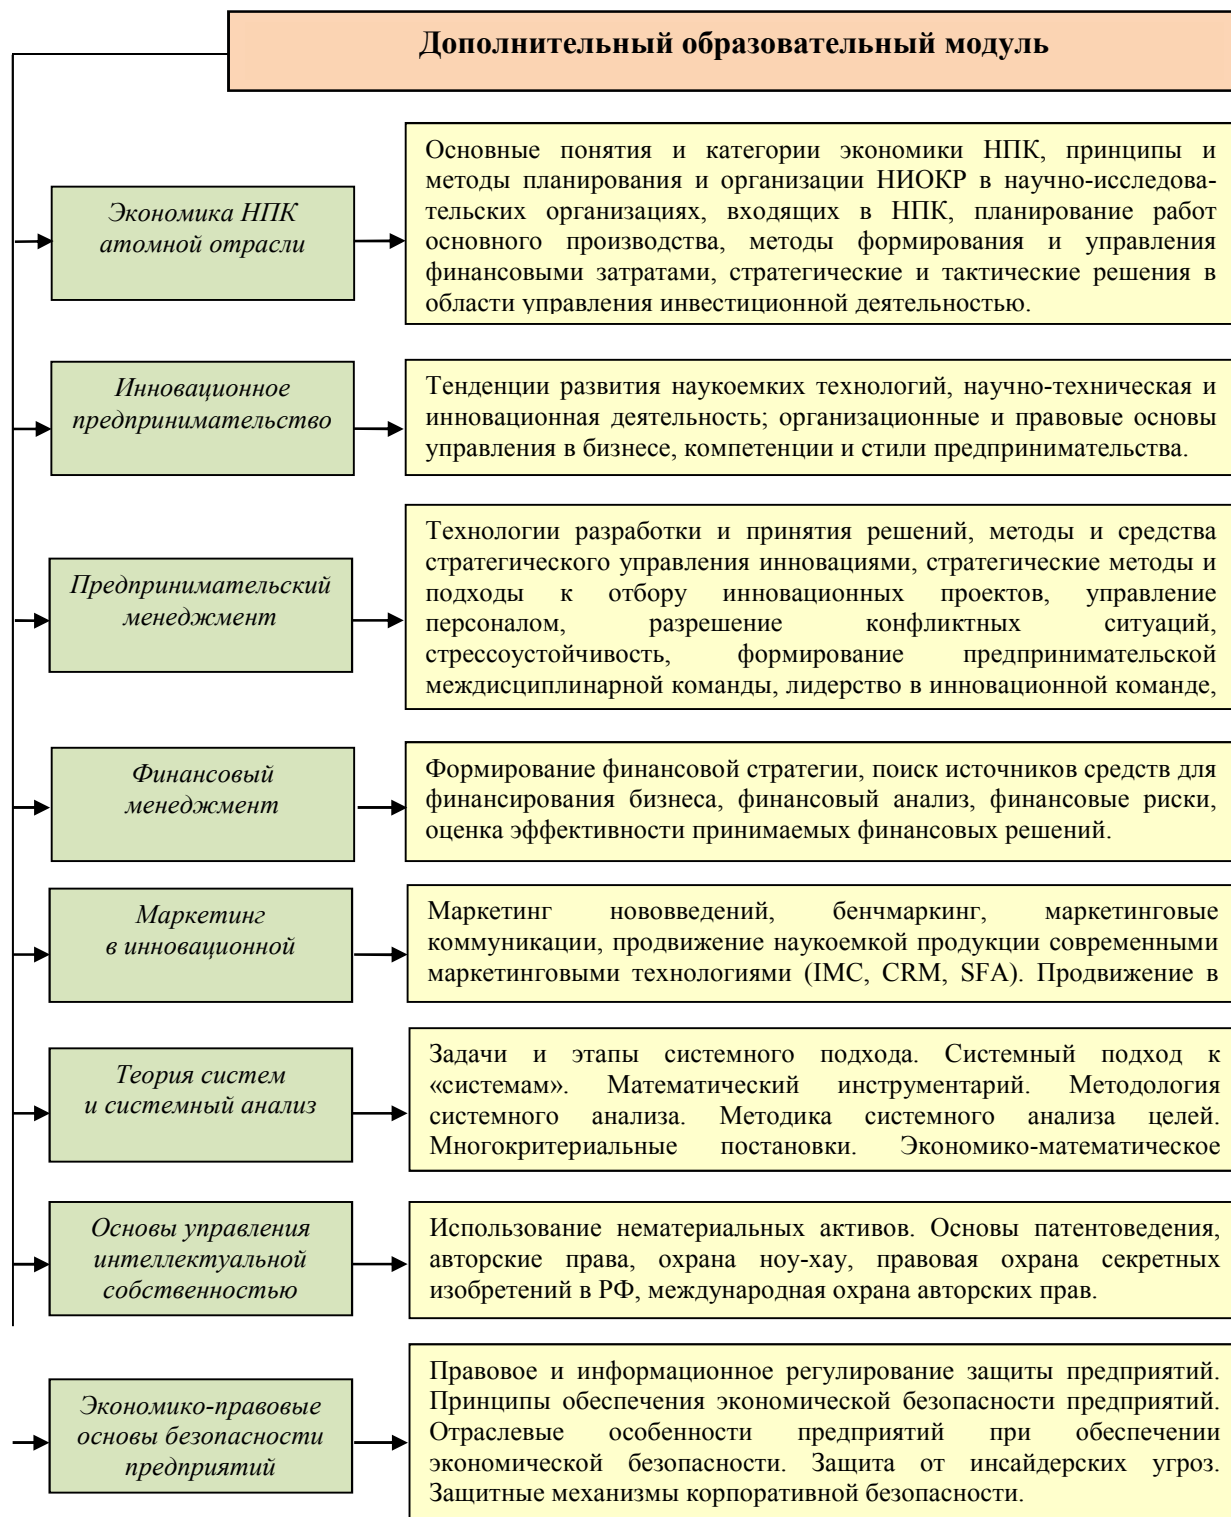 Дополнительный образовательный модуль
Экономика НПК
атомной отрасли
Основные понятия и категории экономики НПК, принципы и
методы планирования и организации НИОКР в научно-исследова-
тельских организациях, входящих в НПК, планирование работ
основного производства, методы формирования и управления
финансовыми затратами, стратегические и тактические решения в
области управления инвестиционной деятельностью.
Инновационное
предпринимательство
Тенденции развития наукоемких технологий, научно-техническая и
инновационная деятельность; организационные и правовые основы
управления в бизнесе, компетенции и стили предпринимательства.
Предпринимательский
менеджмент
Технологии разработки и принятия решений, методы и средства
стратегического управления инновациями, стратегические методы и
подходы к отбору инновационных проектов, управление
персоналом, разрешение конфликтных ситуаций,
стрессоустойчивость, формирование предпринимательской
междисциплинарной команды, лидерство в инновационной команде,
Финансовый
менеджмент
Формирование финансовой стратегии, поиск источников средств для
финансирования бизнеса, финансовый анализ, финансовые риски,
оценка эффективности принимаемых финансовых решений.
Маркетинг
в инновационной
Маркетинг нововведений, бенчмаркинг, маркетинговые
коммуникации, продвижение наукоемкой продукции современными
маркетинговыми технологиями (IMC, CRM, SFA). Продвижение в
Теория систем
и системный анализ
Задачи и этапы системного подхода. Системный подход к
«системам». Математический инструментарий. Методология
системного анализа. Методика системного анализа целей.
Многокритериальные постановки. Экономико-математическое
Основы управления
интеллектуальной
собственностью
Использование нематериальных активов. Основы патентоведения,
авторские права, охрана ноу-хау, правовая охрана секретных
изобретений в РФ, международная охрана авторских прав.
Экономико-правовые
основы безопасности
предприятий
Правовое и информационное регулирование защиты предприятий.
Принципы обеспечения экономической безопасности предприятий.
Отраслевые особенности предприятий при обеспечении
экономической безопасности. Защита от инсайдерских угроз.
Защитные механизмы корпоративной безопасности.